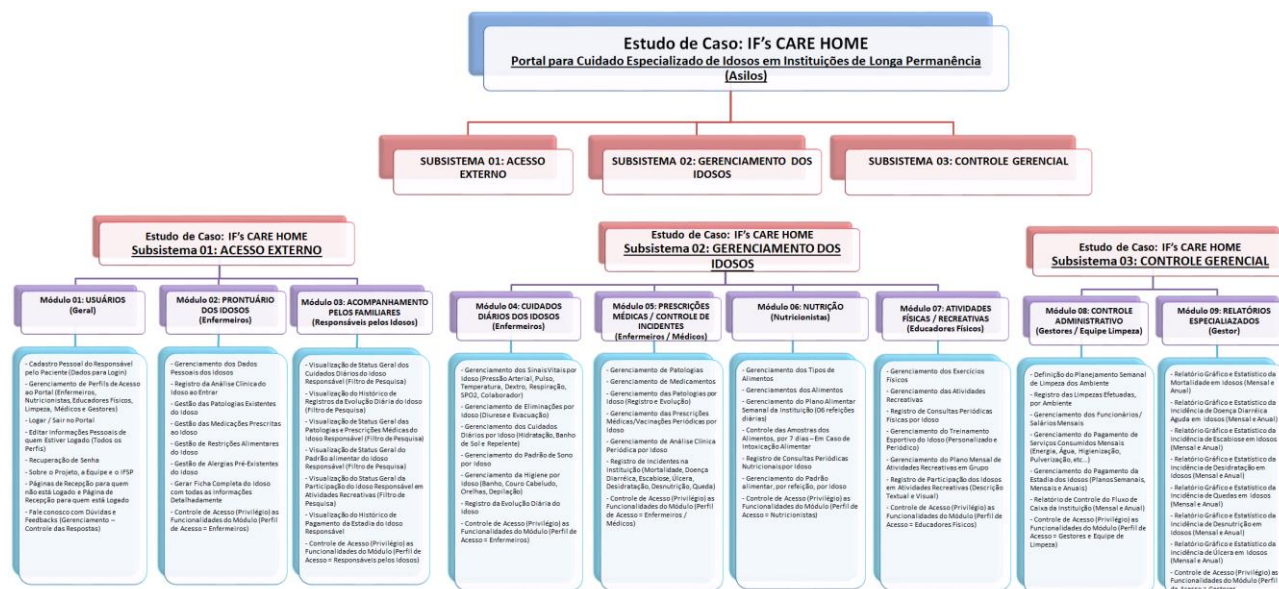 Estudo de Caso: IF's CARE HOME
Portal para Cuidado Especializado de Idosos em Instituições de Longa Permanência
(Asilos)
SUBSISTEMA 01: ACESSO
EXTERNO
SUBSISTEMA 02: GERENCIAMENTO DOS
IDOSOS
SUBSISTEMA 03: CONTROLE GERENCIAL
Estudo de Caso: IF's CARE HOME
Subsistema 01: ACESSO EXTERNO
Módulo 01: USUÁRIOS
(Geral)
- Cadastro Pessoal do Responsável
pelo Paciente (Dados para Login)
- Gerenciamento de Perfils de Acesso
ao Portal (Enfermeiros,
Nutricionistas, Educadores Físicos,
Limpeza, Médicos e Gestores)
- Logar / Sair no Portal
- Editar Informações Pessoais de
quem Estiver Logado (Todos os
Perfis)
- Recuperação de Senha
- Sobre o Projeto, a Equipe e o IFSP
- Páginas de Recepção para quem
não está Logado e Página de
Recepção para quem está Logado
- Fale conosco com Dúvidas e
Feedbacks (Gerenciamento –
Controle das Respostas)
Módulo 02: PRONTUÁRIO
DOS IDOSOS
(Enfermeiros)
- Gerenciamento dos Dados
Pessoais dos Idosos
- Registro da Análise Clínica do
Idoso ao Entrar
- Gestão das Patologias Existentes
do Idoso
- Gestão das Medicações Prescritas
ao Idoso
- Gestão de Restrições Alimentares
do Idoso
- Gestão de Alergias Pré-Existentes
do Idoso
- Gerar Ficha Completa do Idoso
com todas as Informações
Detalhadamente
- Controle de Acesso (Privilégio) as
Funcionalidades do Módulo (Perfil
de Acesso = Enfermeiros)
Módulo 03: ACOMPANHAMENTO
PELOS FAMILIARES
(Responsáveis pelos Idosos)
- Visualização de Status Geral dos
Cuidados Diários do Idoso
Responsável (Filtro de Pesquisa)
- Visualização do Histórico de
Registros da Evolução Diária do Idoso
(Filtro de Pesquisa)
- Visualização de Status Geral das
Patologias e Prescrições Médicas do
Idoso Responsável (Filtro de Pesquisa)
- Visualização do Status Geral do
Padrão alimentar do Idoso
Responsável (Filtro de Pesquisa)
- Visualização do Status Geral da
Participação do Idoso Responsável em
Atividades Recreativas (Filtro de
Pesquisa)
- Visualização do Histórico de
Pagamento da Estadia do Idoso
Responsável
- Controle de Acesso (Privilégio) as
Funcionalidades do Módulo (Perfil de
Acesso = Responsáveis pelos Idosos)
Estudo de Caso: IF's CARE HOME
Subsistema 02: GERENCIAMENTO DOS
IDOSOS
Módulo 04: CUIDADOS
DIÁRIOS DOS IDOSOS
(Enfermeiros)
- Gerenciamento dos Sinais Vitais por
Idoso (Pressão Arterial, Pulso,
Temperatura, Dextro, Respiração,
SPO2, Colaborador)
- Gerenciamento de Eliminações por
Idoso (Diurese e Evacuação)
- Gerenciamento dos Cuidados
Diários por Idoso (Hidratação, Banho
de Sol e Repelente)
- Gerenciamento do Padrão de Sono
por Idoso
- Gerenciamento da Higiene por
Idoso (Banho, Couro Cabeludo,
Orelhas, Depilação)
- Registro da Evolução Diária do
Idoso
- Controle de Acesso (Privilégio) as
Funcionalidades do Módulo (Perfil de
Acesso = Enfermeiros)
Módulo 05: PRESCRIÇÕES
MÉDICAS / CONTROLE DE
INCIDENTES
(Enfermeiros / Médicos)
- Gerenciamento de Patologias
- Gerenciamento de Medicamentos
- Gerenciamento das Patologias por
Idoso (Registro e Evolução)
- Gerenciamento das Prescrições
Médicas/Vacinações Periódicas por
Idoso
- Gerenciamento de Análise Clínica
Periódica por Idoso
- Registro de Incidentes na
Instituição (Mortalidade, Doença
Diarréica, Escabiose, Úlcera,
Desidratação, Desnutrição, Queda)
- Controle de Acesso (Privilégio) as
Funcionalidades do Módulo (Perfil de
Acesso = Enfermeiros /
Médicos)
Módulo 06: NUTRIÇÃO
(Nutricionistas)
- Gerenciamento dos Tipos de
Alimentos
- Gerenciamentos dos Alimentos
- Gerenciamento do Plano Alimentar
Semanal da Instituição (06 refeições
diárias)
- Controle das Amostras dos
Alimentos, por 7 dias – Em Caso de
Intoxicação Alimentar
- Registro de Consultas Periódicas
Nutricionais por Idoso
- Gerenciamento do Padrão
alimentar, por refeição, por Idoso
- Controle de Acesso (Privilégio) as
Funcionalidades do Módulo (Perfil de
Acesso = Nutricionistas)
Módulo 07: ATIVIDADES
FÍSICAS / RECREATIVAS
(Educadores Físicos)
- Gerenciamento dos Exercícios
Físicos
- Gerenciamento das Atividades
Recreativas
- Registro de Consultas Periódicas
Físicas por Idoso
- Gerenciamento do Treinamento
Esportivo do Idoso (Personalizado e
Periódico)
- Gerenciamento do Plano Mensal de
Atividades Recreativas em Grupo
- Registro de Participação dos Idosos
em Atividades Recreativas (Descrição
Textual e Visual)
- Controle de Acesso (Privilégio) as
Funcionalidades do Módulo (Perfil de
Acesso = Educadores Físicos)
Estudo de Caso: IF's CARE HOME
Subsistema 03: CONTROLE GERENCIAL
Módulo 08: CONTROLE
ADMINISTRATIVO
(Gestores / Equipe Limpeza)
- Definição do Planejamento Semanal
de Limpeza dos Ambiente
- Registro das Limpezas Efetuadas,
por Ambiente
- Gerenciamento dos Funcionários/
Salários Mensais
- Gerenciamento do Pagamento de
Serviços Consumidos Mensais
(Energia, Água, Higienização,
Pulverização, etc...)
- Gerenciamento do Pagamento da
Estadia dos Idosos (Planos Semanais,
Mensais e Anuais)
- Relatório de Controle do Fluxo de
Caixa da Instituição (Mensal e Anual)
- Controle de Acesso (Privilégio) as
Funcionalidades do Módulo (Perfil de
Acesso = Gestores e Equipe de
Limpeza)
Módulo 09: RELATÓRIOS
ESPECIALIZADOS
(Gestor)
- Relatório Gráfico e Estatístico da
Mortalidade em Idosos (Mensal e
Anual)
- Relatório Gráfico e Estatístico da
Incidência de Doença Diarréica
Aguda em Idosos (Mensal e Anual)
- Relatório Gráfico e Estatístico da
Incidência de Escabiose em Idosos
(Mensal e Anual)
- Relatório Gráfico e Estatístico da
Incidência de Desidratação em
Idosos (Mensal e Anual)
- Relatório Gráfico e Estatístico da
Incidência de Quedas em Idosos
(Mensal e Anual)
- Relatório Gráfico e Estatístico da
Incidência de Desnutrição em
Idosos (Mensal e Anual)
- Relatório Gráfico e Estatístico da
Incidência de Úlcera em Idosos
(Mensal e Anual)
- Controle de Acesso (Privilégio) as
Funcionalidades do Módulo (Perfil
de Acesso = Gestores